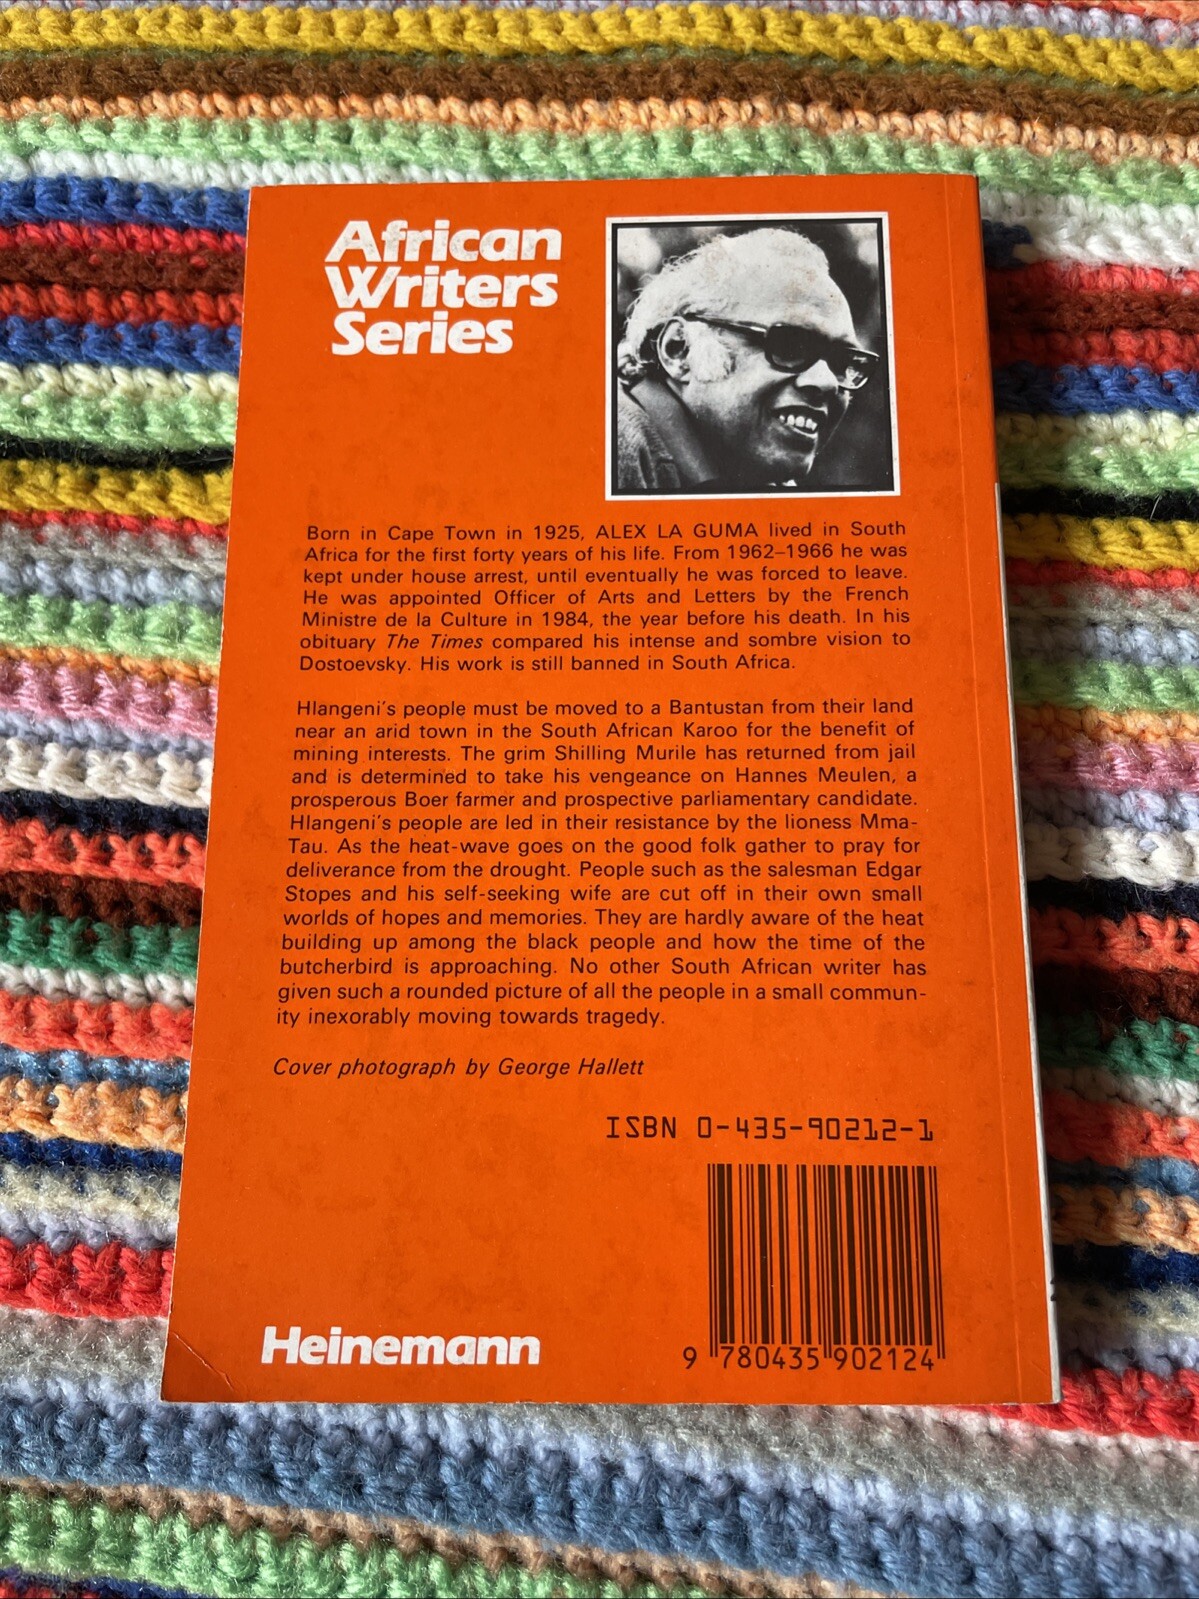 African
Writers
Series
Born in Cape Town in 1925, ALEX LA GUMA lived in South
Africa for the first forty years of his life. From 1962–1966 he was
kept under house arrest, until eventually he was forced to leave.
He was appointed Officer of Arts and Letters by the French
Ministre de la Culture in 1984, the year before his death. In his
obituary The Times compared his intense and sombre vision to
Dostoevsky. His work is still banned in South Africa.
Hlangeni's people must be moved to a Bantustan from their land
near an arid town in the South African Karoo for the benefit of
mining interests. The grim Shilling Murile has returned from jail
and is determined to take his vengeance on Hannes Meulen, a
prosperous Boer farmer and prospective parliamentary candidate.
Hlangeni's people are led in their resistance by the lioness Mma-
Tau. As the heat-wave goes on the good folk gather to pray for
deliverance from the drought. People such as the salesman Edgar
Stopes and his self-seeking wife are cut off in their own small
worlds of hopes and memories. They are hardly aware of the heat
building up among the black people and how the time of the
butcherbird is approaching. No other South African writer has
given such a rounded picture of all the people in a small commun-
ity inexorably moving towards tragedy.
Cover photograph by George Hallett
ISBN 0-435-90212-1
9 780435 902124
Heinemann